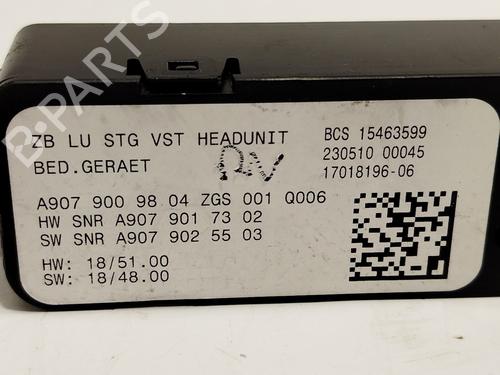 B-PARTS
ZB LU STG VST HEADUNIT
BED.GERAET
BCS 15463599
230510 00045
17018196-06
A907 900 98 04 ZGS 001 Q006
HW SNR A907 901 73 02
SW SNR A907 902 55 03
HW: 18/51.00
SW: 18/48.00